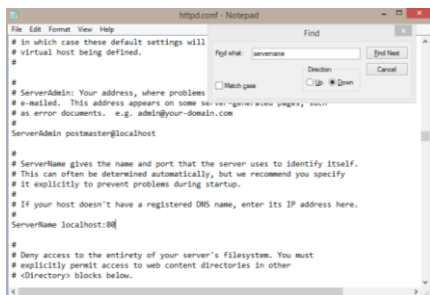 httpd.conf - Notepad
File Edit Format View Help
# in which case these default settings will
# virtual host being defined.
#
#
# ServerAdmin: Your address, where problems
# e-mailed. This address appears on some server-generated pages, such
# as error documents. e.g. admin@your-domain.com
#
ServerAdmin postmaster@localhost
#
# ServerName gives the name and port that the server uses to identify itself.
# This can often be determined automatically, but we recommend you specify
# it explicitly to prevent problems during startup.
#
# If your host doesn't have a registered DNS name, enter its IP address here.
#
ServerName localhost:80
#
# Deny access to the entirety of your server's filesystem. You must
# explicitly permit access to web content directories in other
# <Directory> blocks below.
Find
Find what: servername
Find Next
Direction
Cancel
Match case
Up Down